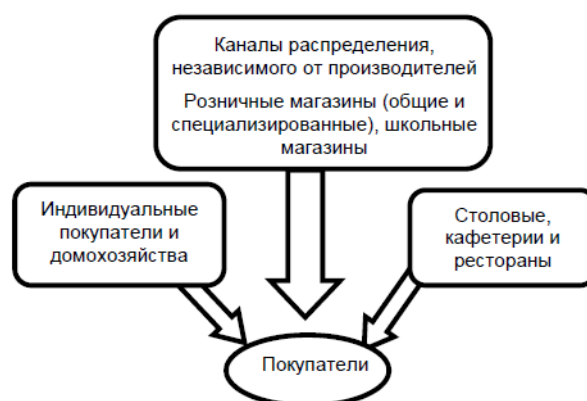 Каналы распределения,
независимого от производителей
Розничные магазины (общие и
специализированные), школьные
магазины
Индивидуальные
покупатели и
домохозяйства
Столовые,
кафетерии и
рестораны
Покупатели